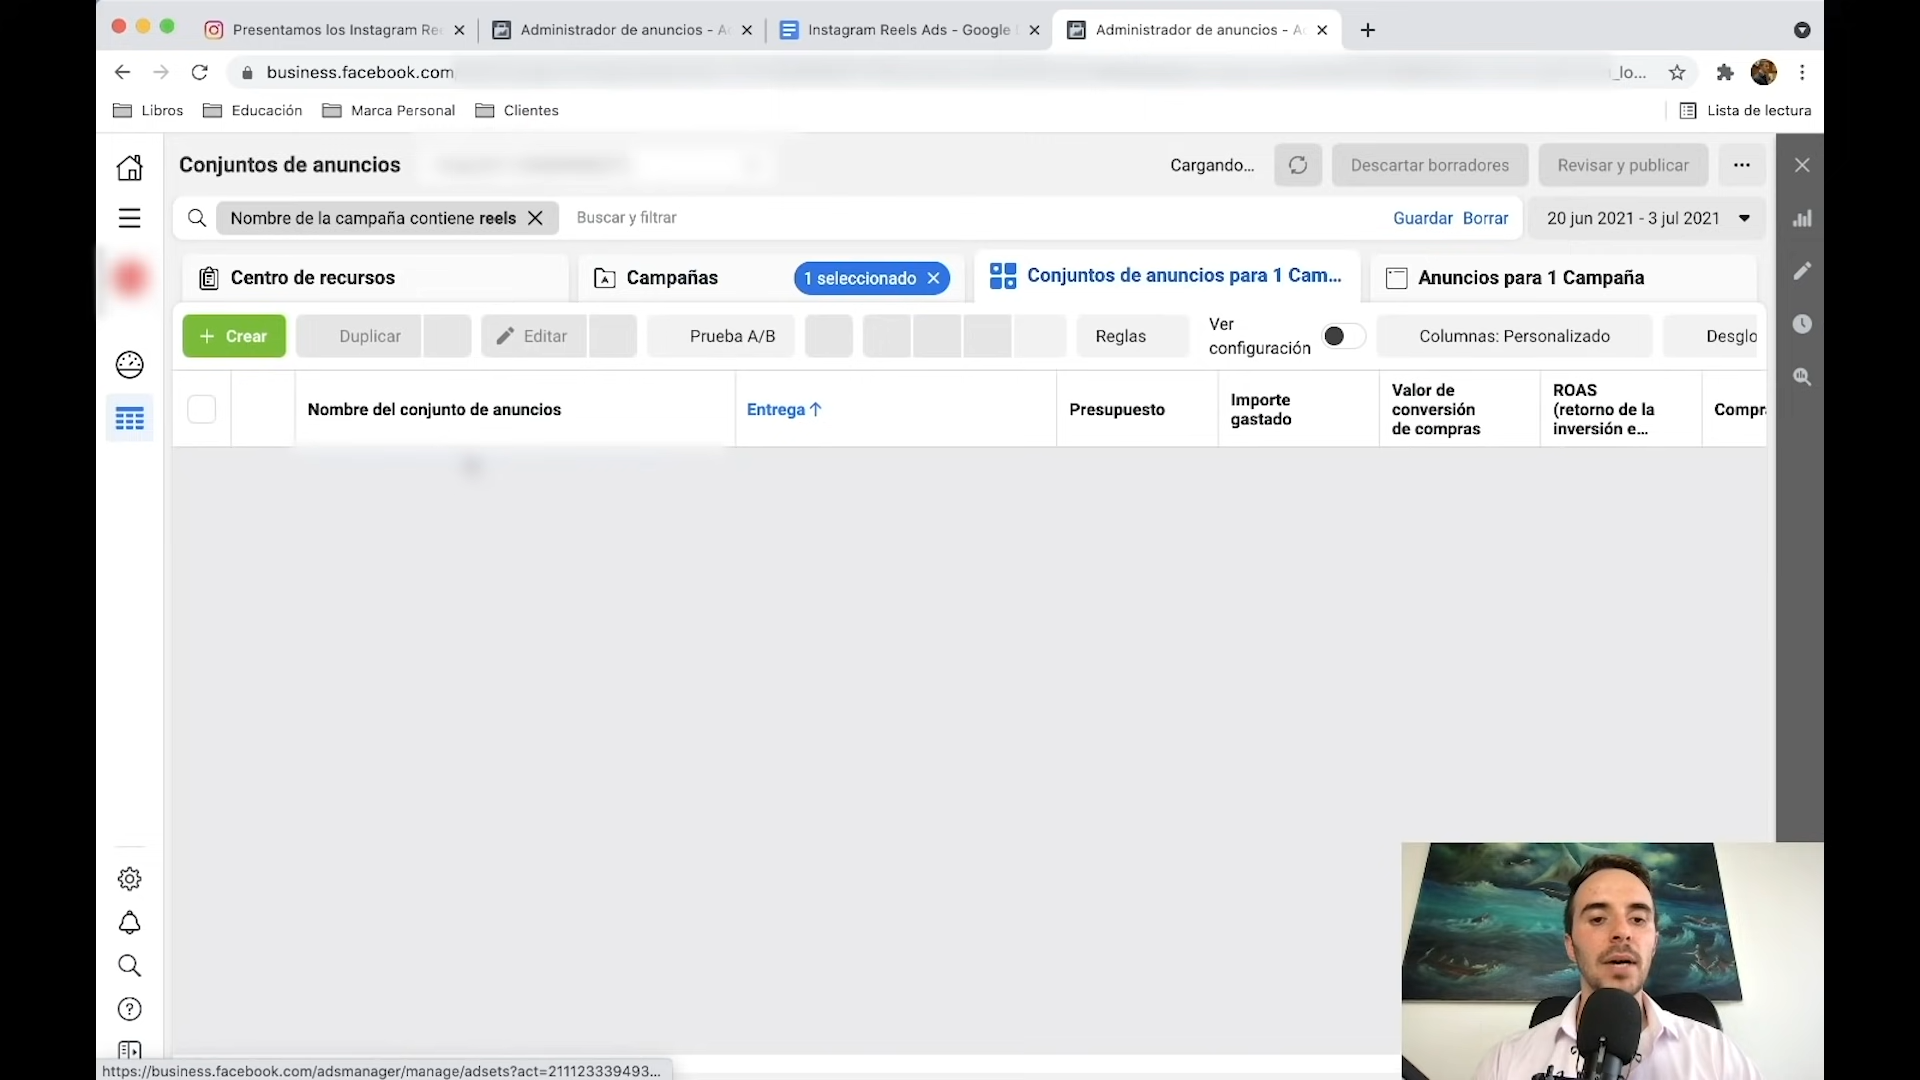 Presentamos los Instagram Re
Administrador de anuncios - A
Instagram Reels Ads - Google
Administrador de anuncios - A
business.facebook.com
_lo...
Libros
Educación
Marca Personal
Clientes
Lista de lectura
Conjuntos de anuncios
Cargando...
Descartar borradores
Revisar y publicar
Nombre de la campaña contiene reels
Buscar y filtrar
Guardar
Borrar
20 jun 2021 - 3 jul 2021
Centro de recursos
Campañas
1 seleccionado
Conjuntos de anuncios para 1 Cam...
Anuncios para 1 Campaña
+ Crear
Duplicar
Editar
Prueba A/B
Reglas
Ver
configuración
Columnas: Personalizado
Desglo
Nombre del conjunto de anuncios
Entrega ↑
Presupuesto
Importe
gastado
Valor de
conversión
de compras
ROAS
(retorno de la
inversión e...
Compr
https://business.facebook.com/adsmanager/manage/adsets?act=211123339493...